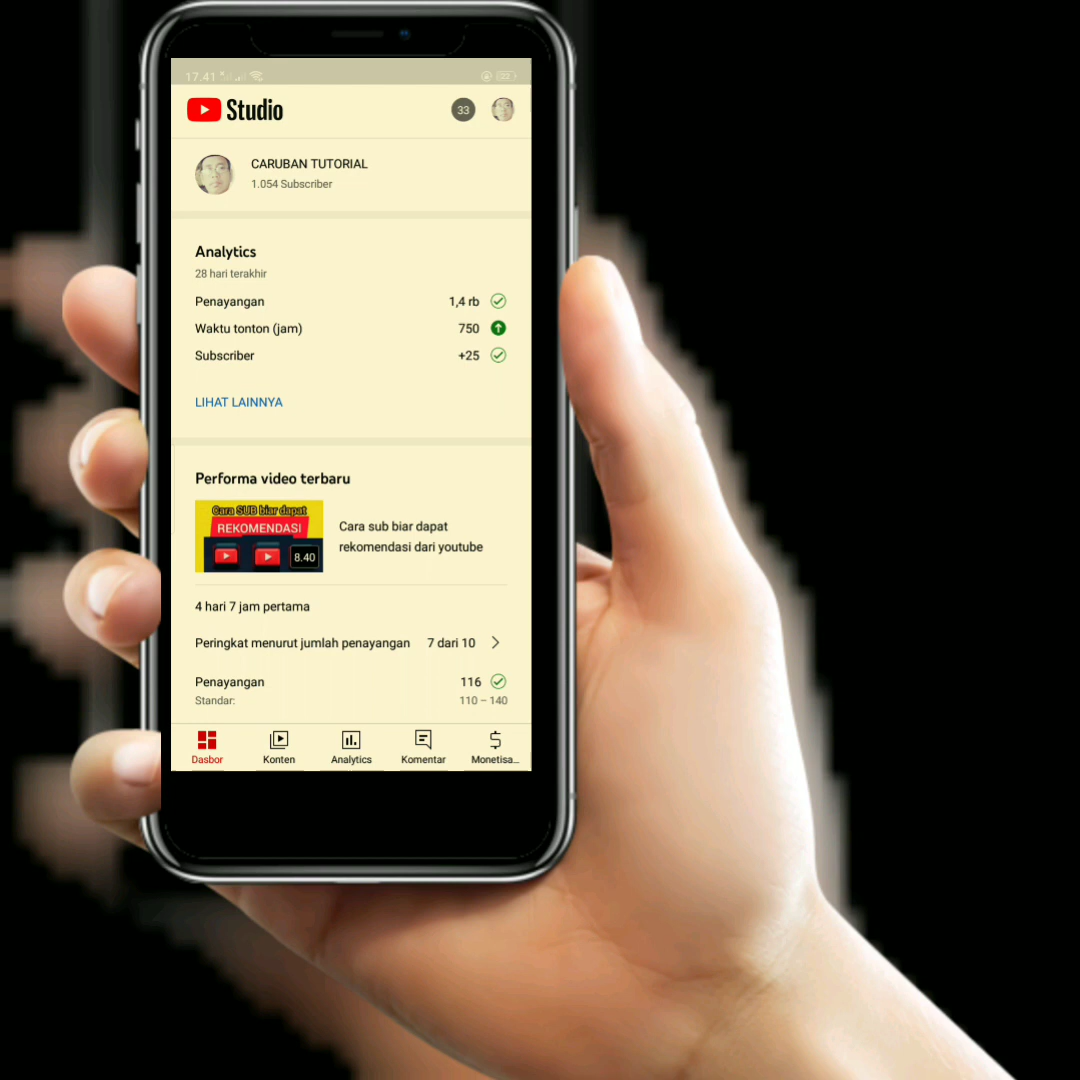 17.41
22
Studio
33
CARUBAN TUTORIAL
1.054 Subscriber
Analytics
28 hari terakhir
Penayangan 1,4 rb
Waktu tonton (jam) 750
Subscriber +25
LIHAT LAINNYA
Performa video terbaru
Cara SUB biar dapat
REKOMENDASI
8.40
Cara sub biar dapat
rekomendasi dari youtube
4 hari 7 jam pertama
Peringkat menurut jumlah penayangan 7 dari 10
Penayangan 116
Standar: 110 – 140
Dasbor Konten Analytics Komentar Monetisa...